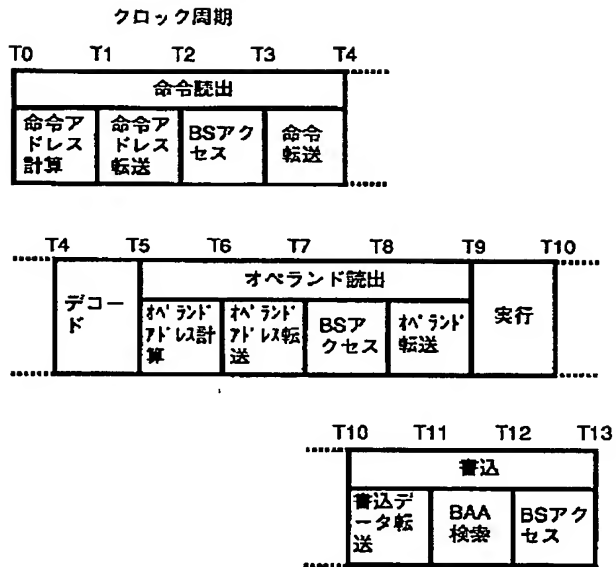 クロック周期
T0 T1 T2 T3 T4
命令読出
命令ア
ドレス
計算
命令ア
ドレス
転送
BSアク
セス
命令
転送
T4 T5 T6 T7 T8 T9 T10
デコー
ド
オペランド読出
ｵﾍﾟﾗﾝﾄﾞ
ｱﾄﾞﾚｽ計
算
ｵﾍﾟﾗﾝﾄﾞ
ｱﾄﾞﾚｽ転
送
BSア
クセス
ｵﾍﾟﾗﾝﾄﾞ
転送
実行
T10 T11 T12 T13
書込
書込デ
ータ転
送
BAA
検索
BSアク
セス